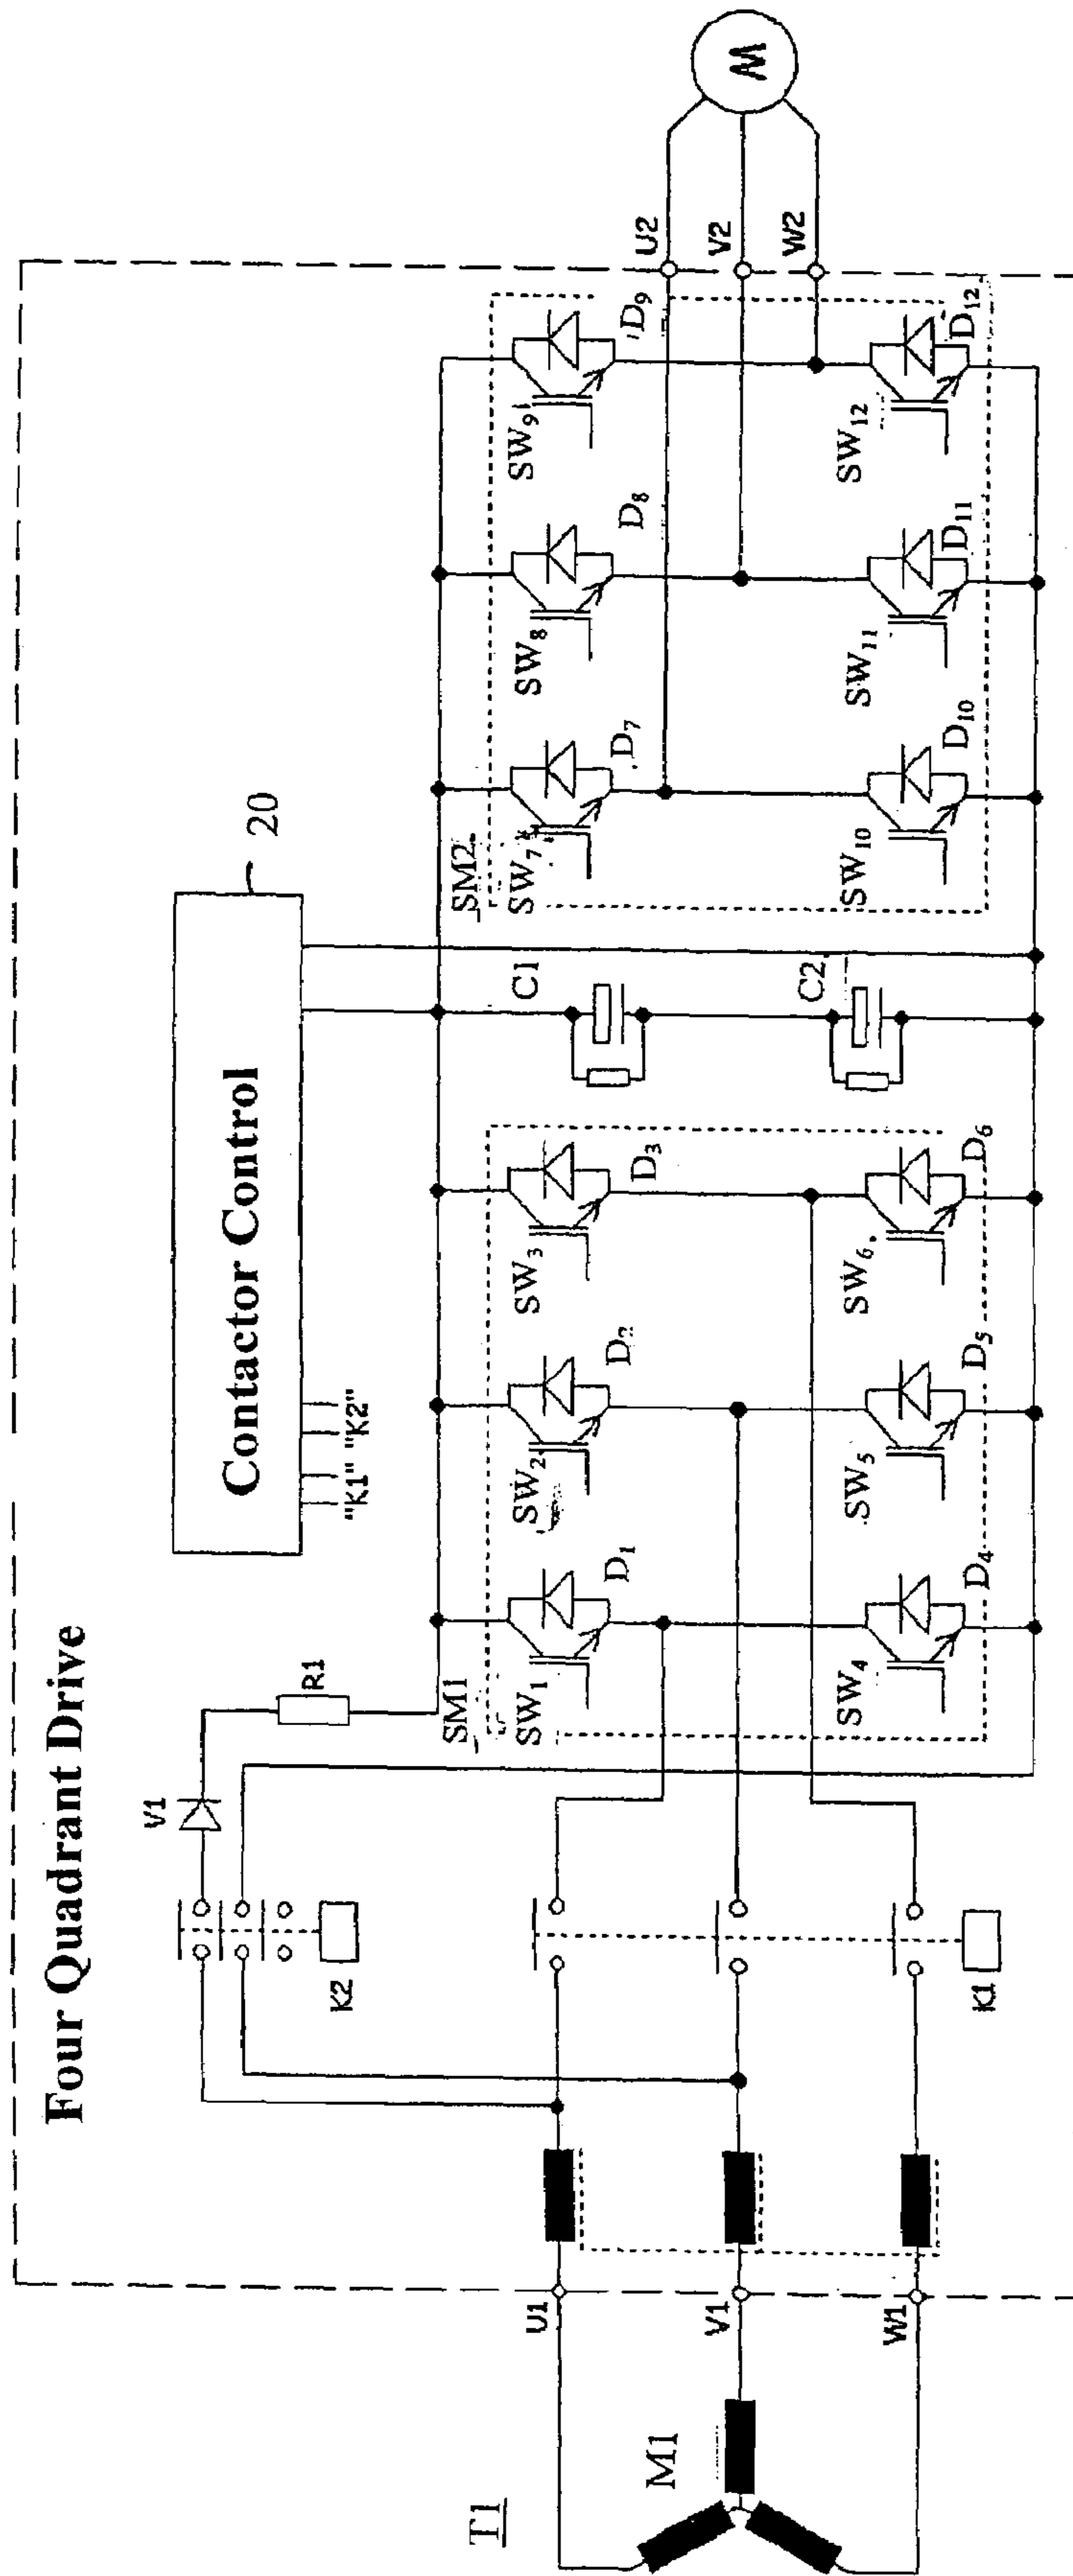 Four Quadrant Drive
Contactor Control
20
"K1" "K2"
V1
R1
K2
K1
SM1
SW1
D1
SW2
D2
SW3
D3
SW4
D4
SW5
D5
SW6
D6
C1
C2
SM2
SW7
D7
SW8
D8
SW9
D9
SW10
D10
SW11
D11
SW12
D12
U2
V2
W2
M
U1
V1
W1
T1
M1